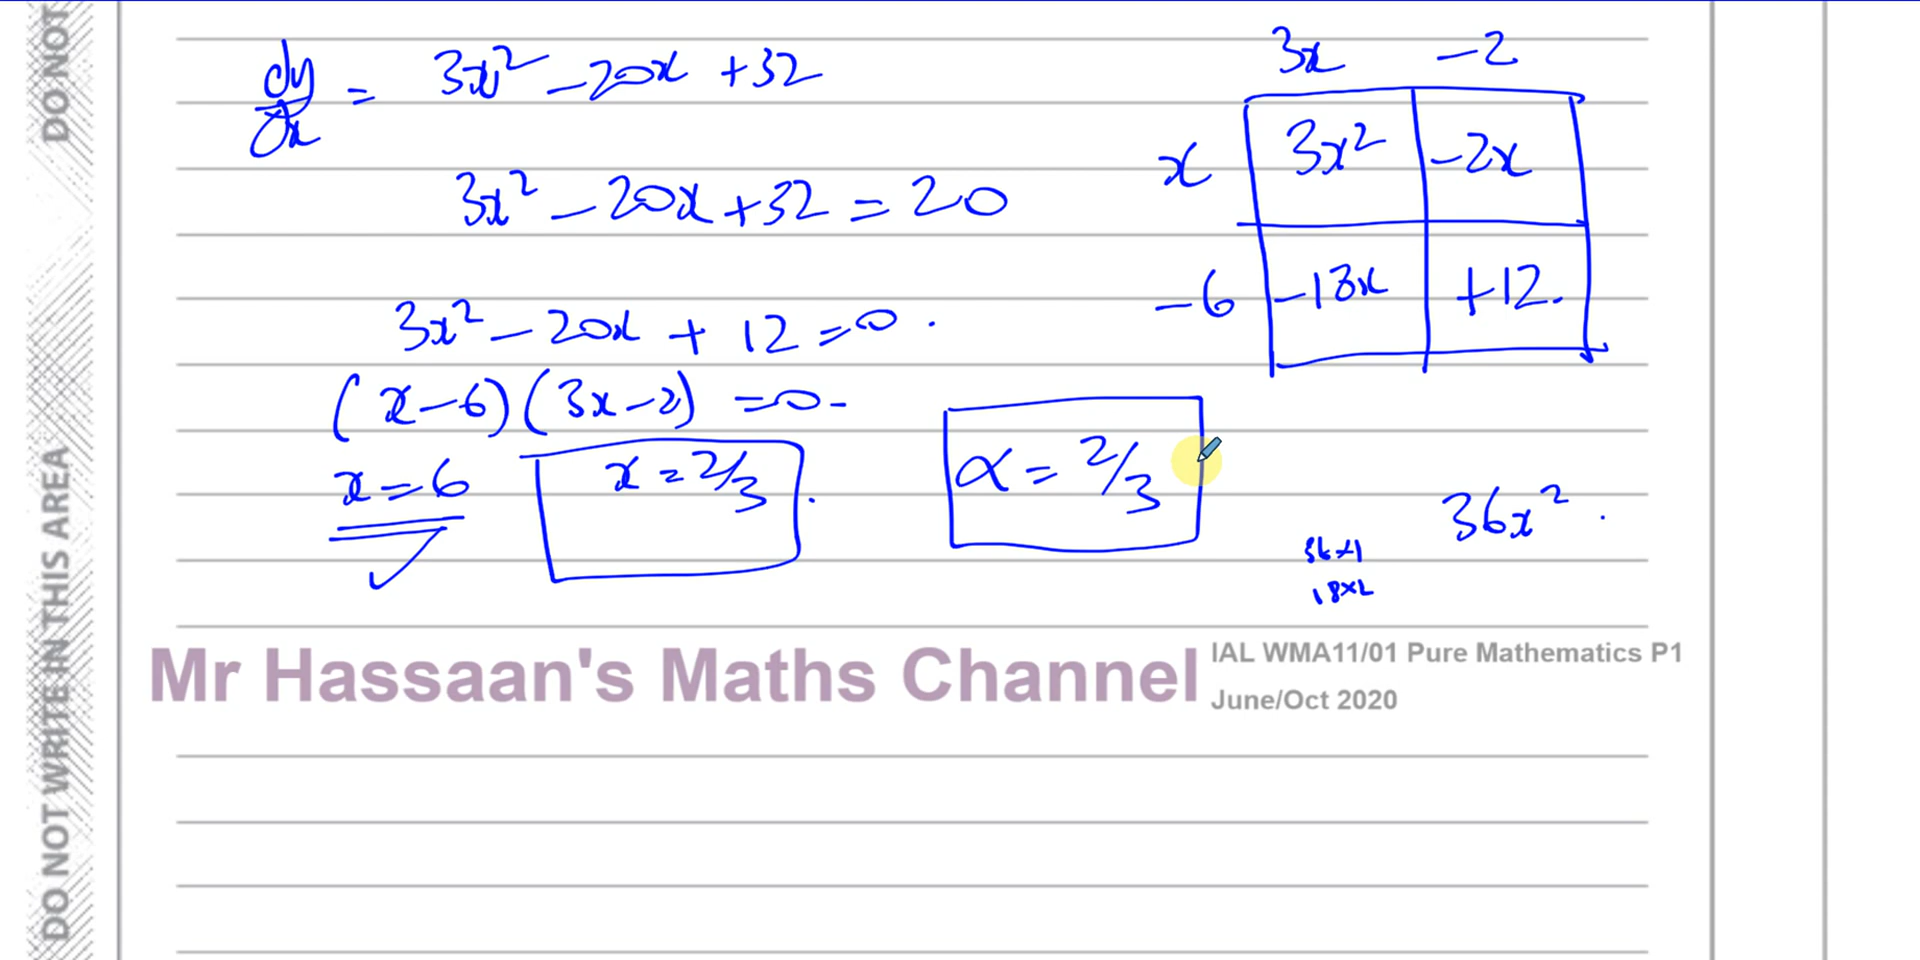 DO NOT
DO NOT WRITE IN THIS AREA
dy/dx = 3x² - 20x + 32
3x² - 20x + 32 = 20
3x² - 20x + 12 = 0.
(x-6)(3x-2) = 0-
x = 6
x = 2/3.
α = 2/3
3x -2
x 3x² -2x
-6 -18x +12.
36x².
36×1
18×2
Mr Hassaan's Maths Channel
IAL WMA11/01 Pure Mathematics P1
June/Oct 2020